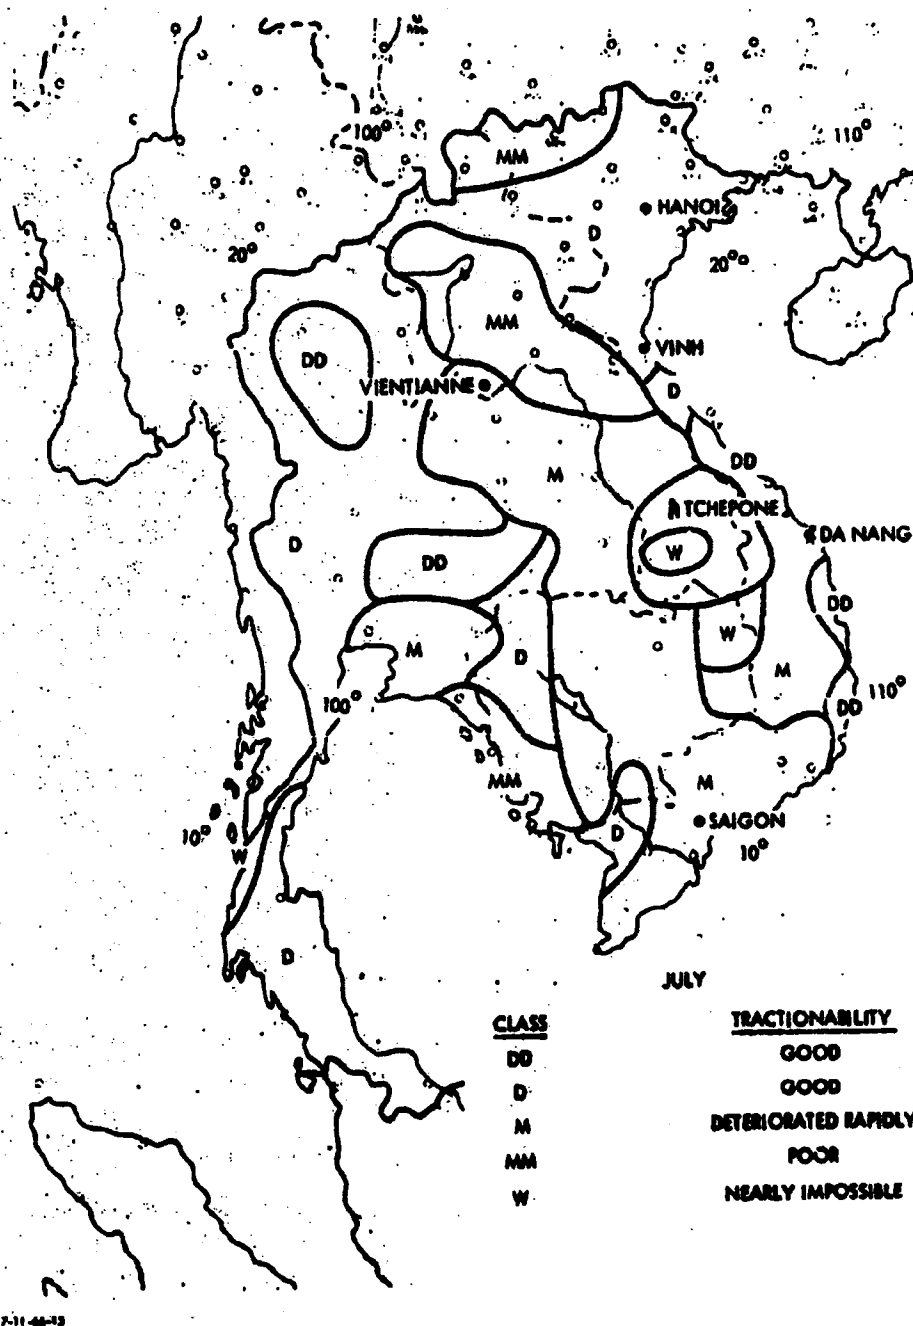 100°
110°
MM
HANOI
D
20°
20°
MM
DD
VINH
VIENTIANNE
D
M
DD
TCHEPONE
DA NANG
W
D
DD
DD
W
M
D
M
100°
110°
DD
MM
M
10°
SAIGON
D
10°
W
D
JULY
CLASS TRACTIONABILITY
DD GOOD
D GOOD
M DETERIORATED RAPIDLY
MM POOR
W NEARLY IMPOSSIBLE